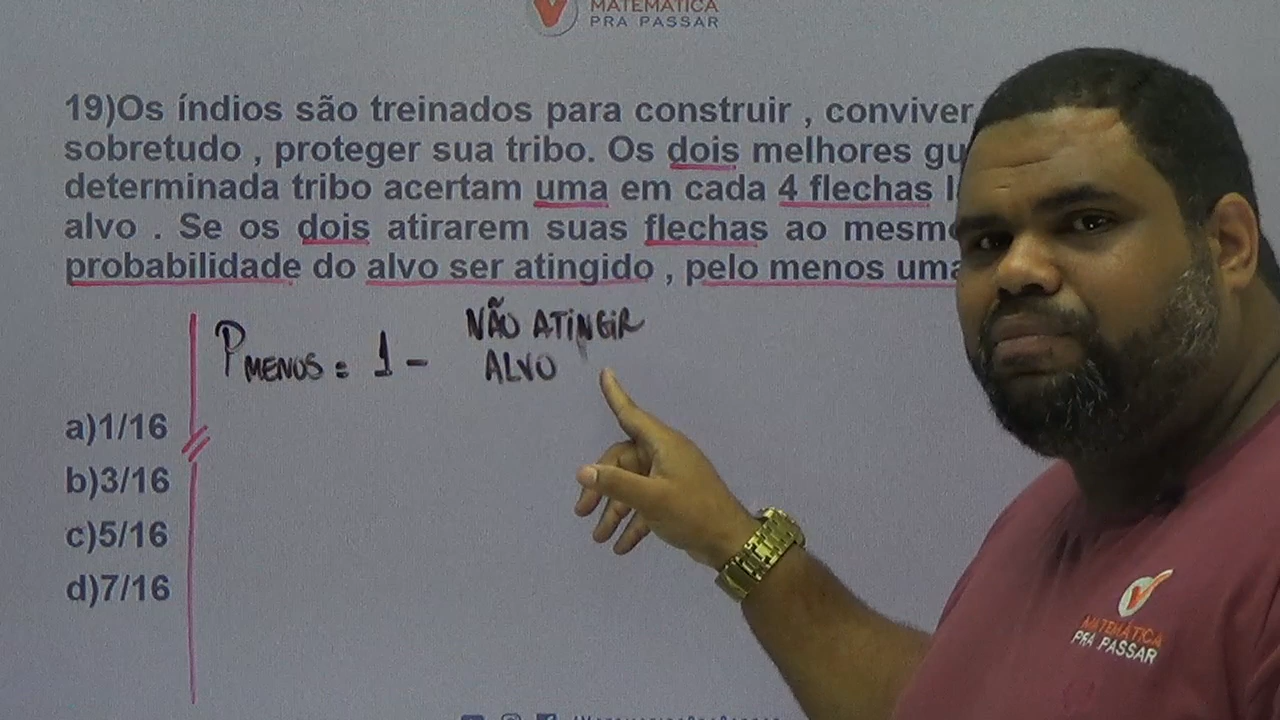 MATEMÁTICA
PRA PASSAR
19)Os índios são treinados para construir , conviver
sobretudo , proteger sua tribo. Os dois melhores gu
determinada tribo acertam uma em cada 4 flechas
alvo . Se os dois atirarem suas flechas ao mesmo
probabilidade do alvo ser atingido , pelo menos uma
PMENOS = 1 - NÃO ATINGIR
ALVO
a)1/16
b)3/16
c)5/16
d)7/16
MATEMÁTICA
PRA PASSAR